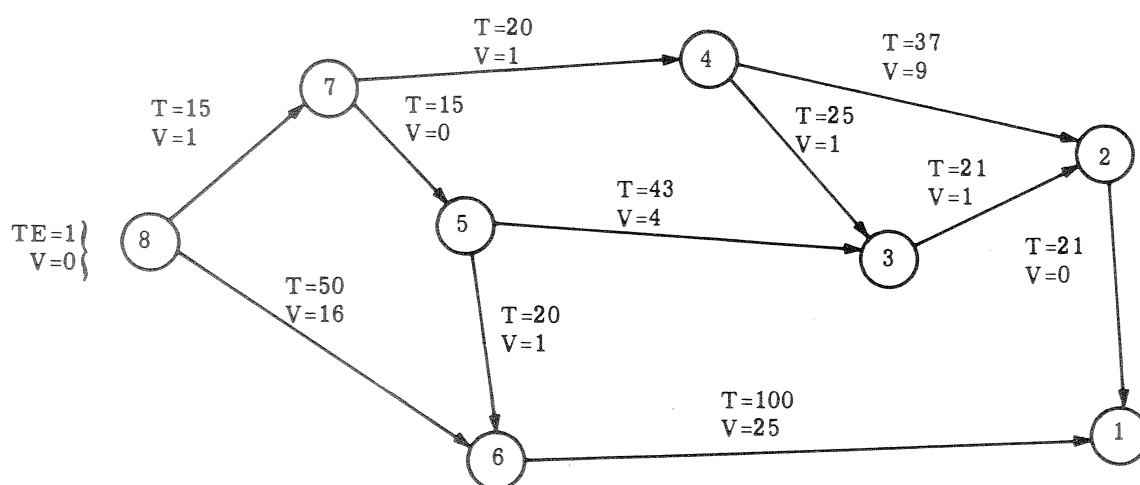 T=20
V=1
4
T=37
V=9
7
T=15
V=1
T=15
V=0
T=25
V=1
2
T=43
V=4
T=21
V=1
TE=1
V=0
8
5
3
T=21
V=0
T=50
V=16
T=20
V=1
T=100
V=25
1
6